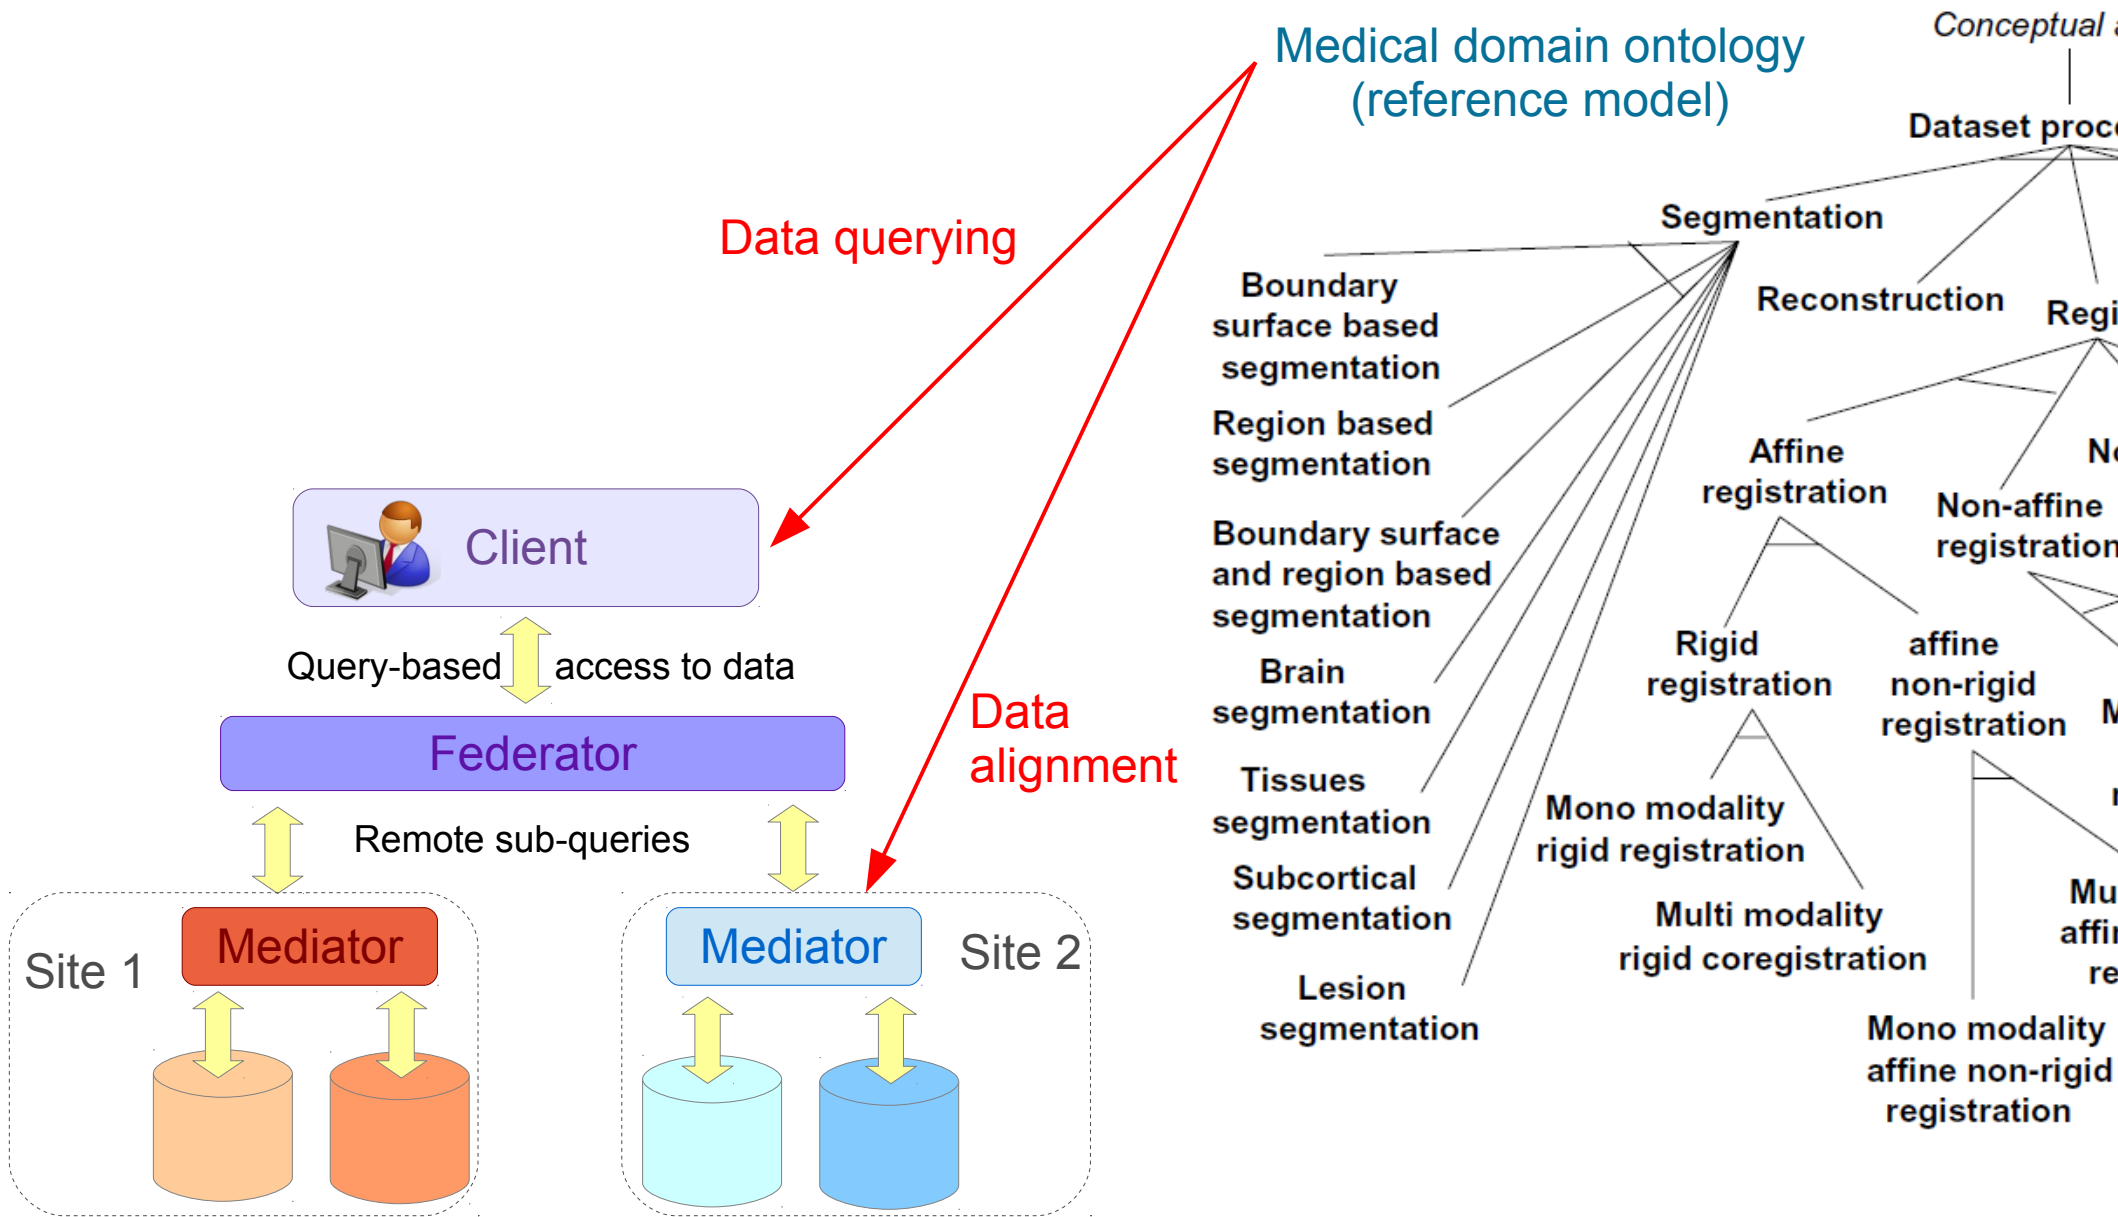 Medical domain ontology
(reference model)
Data querying
Client
Query-based access to data
Federator
Data
alignment
Remote sub-queries
Mediator
Site 1
Mediator
Site 2
Conceptual
Dataset
Segmentation
Boundary
surface based
segmentation
Reconstruction
Region based
segmentation
Affine
registration
Non-affine
registration
Boundary surface
and region based
segmentation
Rigid
registration
affine
non-rigid
registration
Brain
segmentation
Tissues
segmentation
Mono modality
rigid registration
Subcortical
segmentation
Multi modality
rigid coregistration
Lesion
segmentation
Mono modality
affine non-rigid
registration